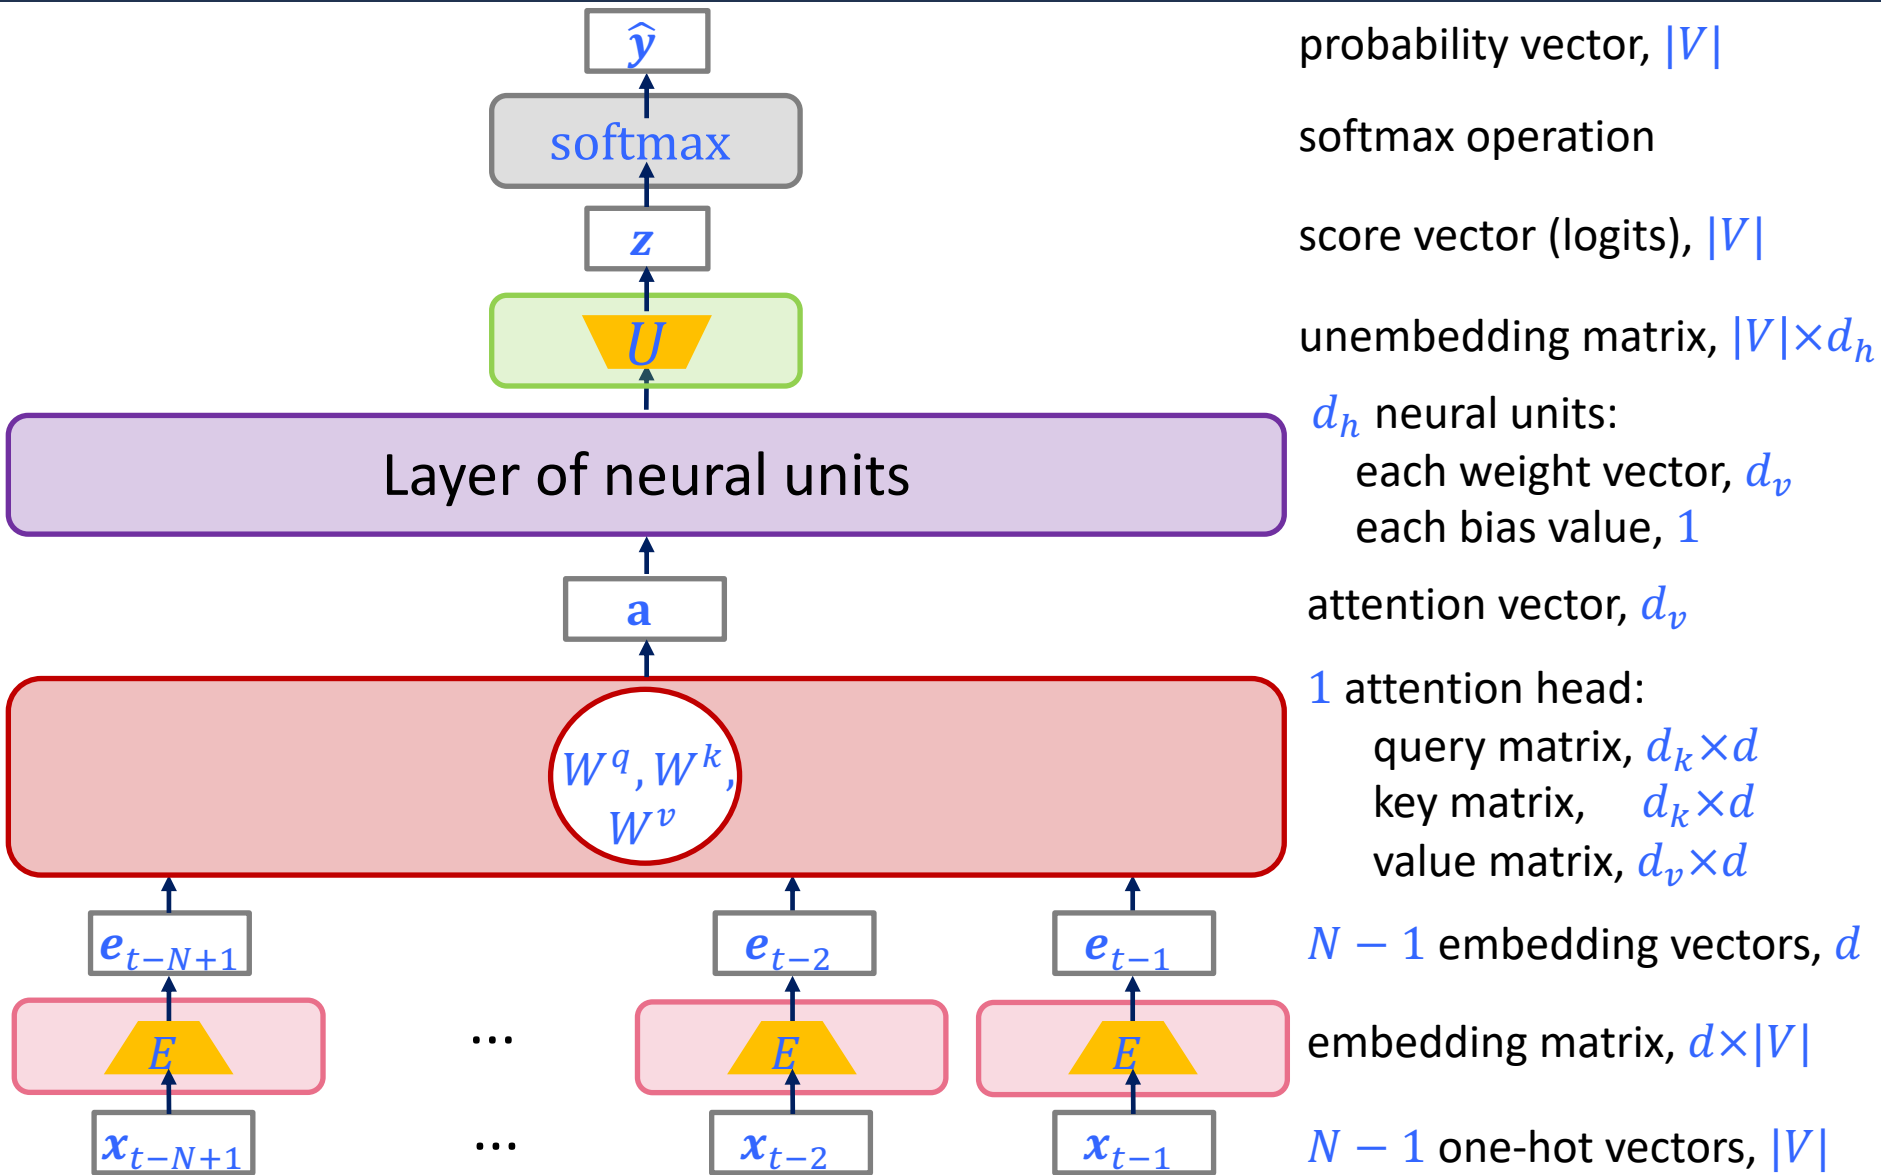 ŷ probability vector, |V|
softmax softmax operation
z score vector (logits), |V|
U unembedding matrix, |V|×d_h
Layer of neural units
d_h neural units:
each weight vector, d_v
each bias value, 1
a attention vector, d_v
1 attention head:
W^q, W^k,
W^v
query matrix, d_k×d
key matrix, d_k×d
value matrix, d_v×d
e_{t−N+1} e_{t−2} e_{t−1} N − 1 embedding vectors, d
E ... E E embedding matrix, d×|V|
x_{t−N+1} ... x_{t−2} x_{t−1} N − 1 one-hot vectors, |V|